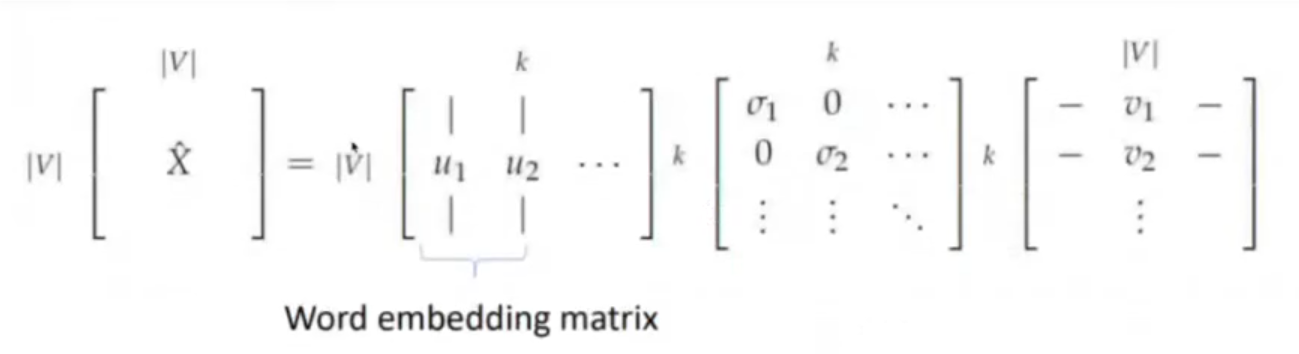 |V| k k |V|
|V| [ X̂ ] = |V| [ | | u₁ u₂ ⋯ | | ] k [ σ₁ 0 ⋯ 0 σ₂ ⋯ ⋮ ⋮ ⋱ ] k [ − v₁ − − v₂ − ⋮ ]
Word embedding matrix